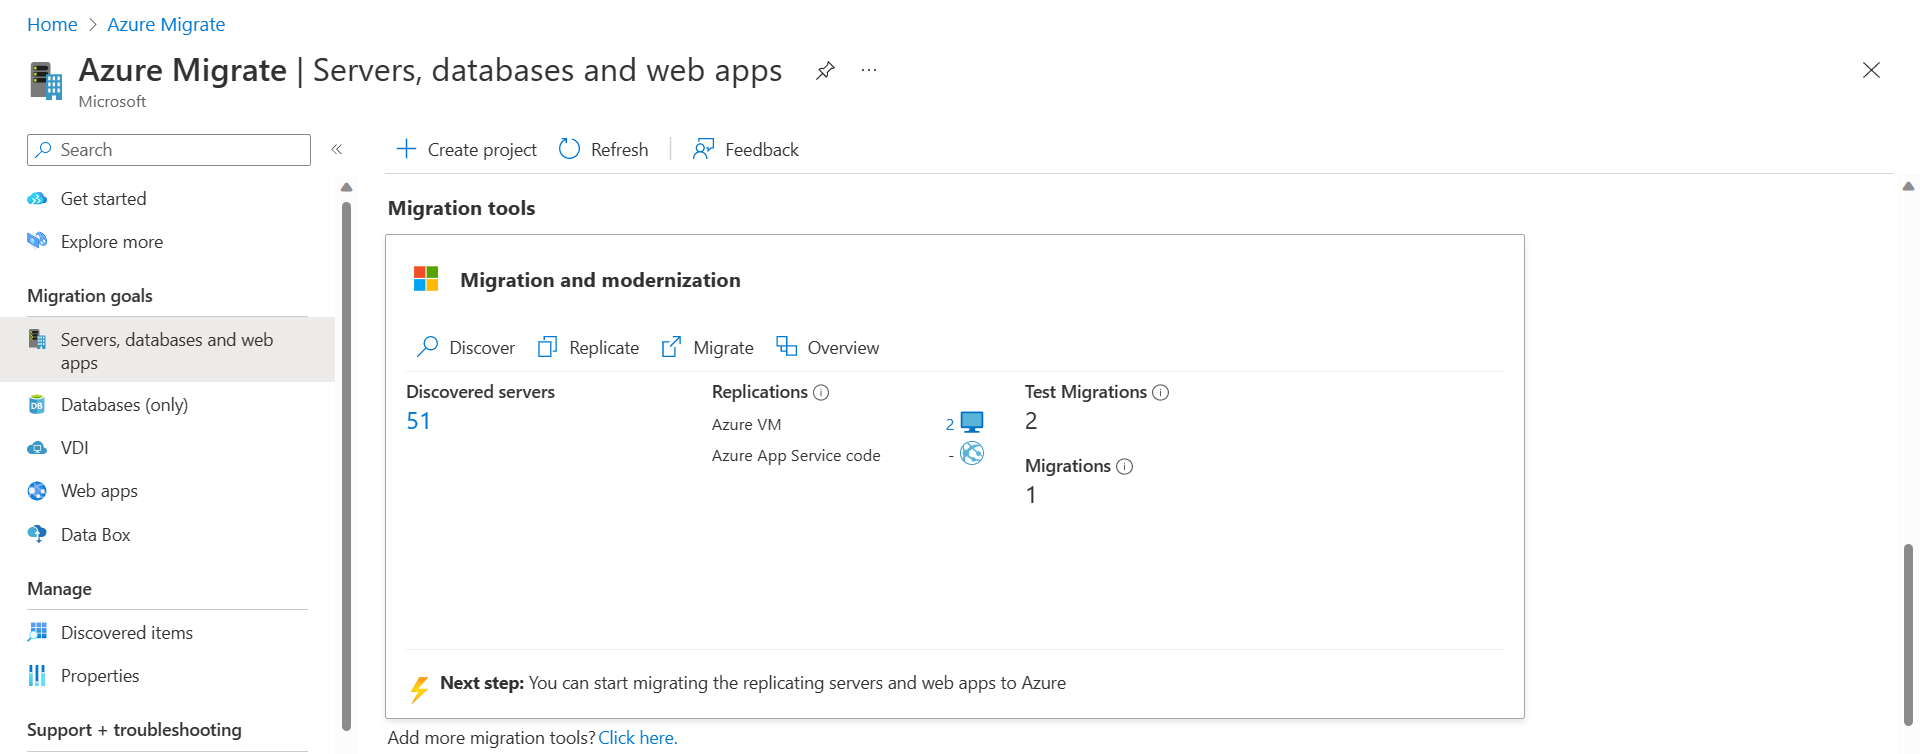 Home > Azure Migrate
Azure Migrate | Servers, databases and web apps
Microsoft
Search
Get started
Explore more
Migration goals
Servers, databases and web
apps
Databases (only)
VDI
Web apps
Data Box
Manage
Discovered items
Properties
Support + troubleshooting
Create project Refresh Feedback
Migration tools
Migration and modernization
Discover Replicate Migrate Overview
Discovered servers
51
Replications
Azure VM 2
Azure App Service code -
Test Migrations
2
Migrations
1
Next step: You can start migrating the replicating servers and web apps to Azure
Add more migration tools? Click here.